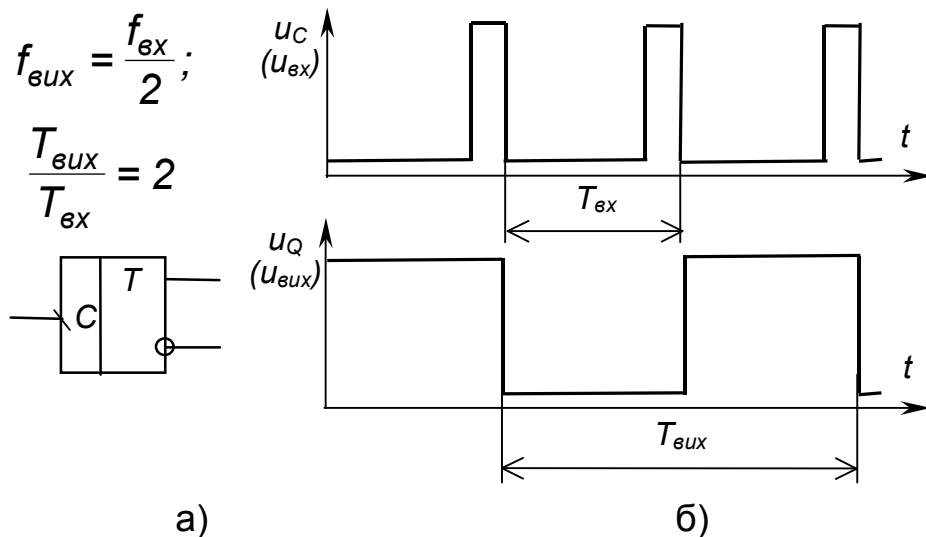 f_вих = f_вх / 2 ;
T_вих / T_вх = 2
C T
u_C
(u_вх)
t
T_вх
u_Q
(u_вих)
t
T_вих
а) б)